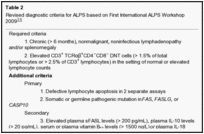 Table 2
Revised diagnostic criteria for ALPS based on First International ALPS Workshop
2009
Required criteria
1. Chronic (> 6 months), nonmalignant, noninfectious lymphadenopathy
and/or splenomegaly
2. Elevated CD3+ TCRαβ+CD4−CD8− DNT cells (> 1.5% of total
lymphocytes or > 2.5% of CD3+ lymphocytes) in the setting of normal or elevated
lymphocyte counts
Additional criteria
Primary
1. Defective lymphocyte apoptosis in 2 separate assays
2. Somatic or germline pathogenic mutation in FAS, FASLG, or
CASP10
Secondary
3. Elevated plasma sFASL levels (> 200 pg/mL), plasma IL-10 levels
(> 20 pg/mL), serum or plasma vitamin B levels (> 1500 ng/L) or plasma IL-18